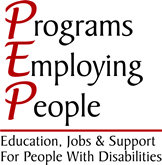 Programs
Employing
People
Education, Jobs & Support
For People With Disabilities